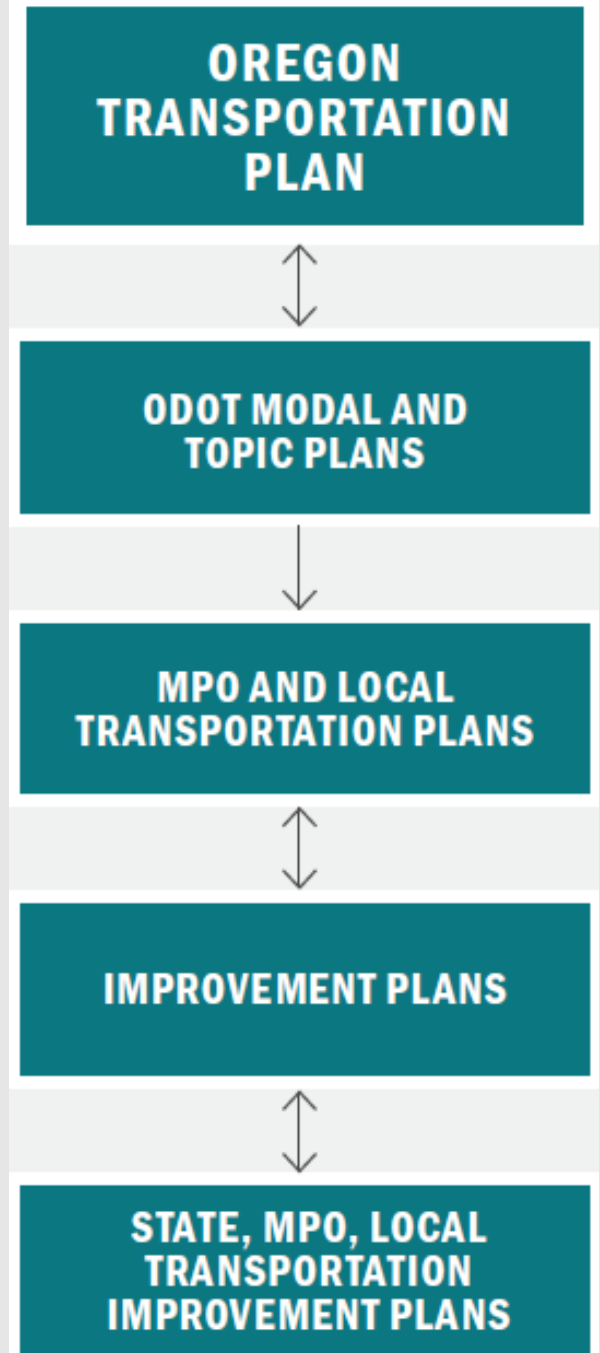 OREGON
TRANSPORTATION
PLAN
ODOT MODAL AND
TOPIC PLANS
MPO AND LOCAL
TRANSPORTATION PLANS
IMPROVEMENT PLANS
STATE, MPO, LOCAL
TRANSPORTATION
IMPROVEMENT PLANS